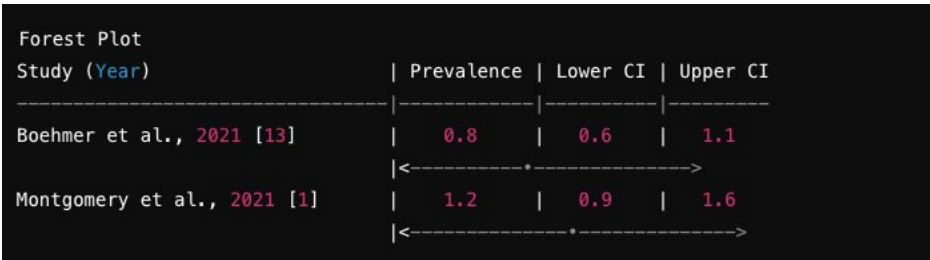 Forest Plot
Study (Year) | Prevalence | Lower CI | Upper CI
---------------------------------|------------|----------|---------
Boehmer et al., 2021 [13] | 0.8 | 0.6 | 1.1
|<----------•-------------->
Montgomery et al., 2021 [1] | 1.2 | 0.9 | 1.6
|<--------------•-------------->